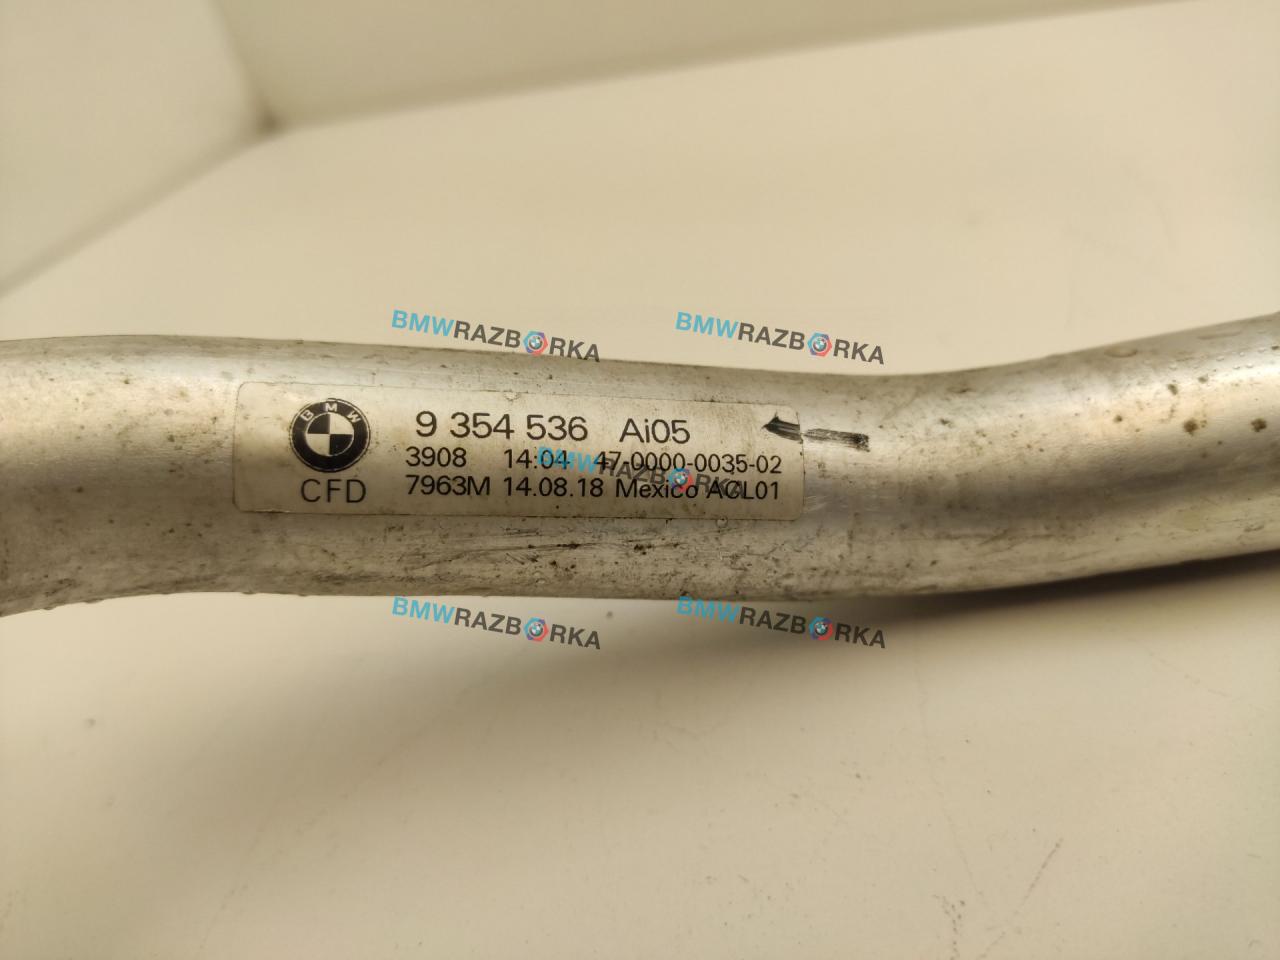 BMWRAZBORKA BMWRAZBORKA
BMW
9 354 536 Ai05
3908 14:04 47-0000-0035-02
CFD 7963M 14.08.18 Mexico ACL01
BMWRAZBORKA
BMWRAZBORKA BMWRAZBORKA